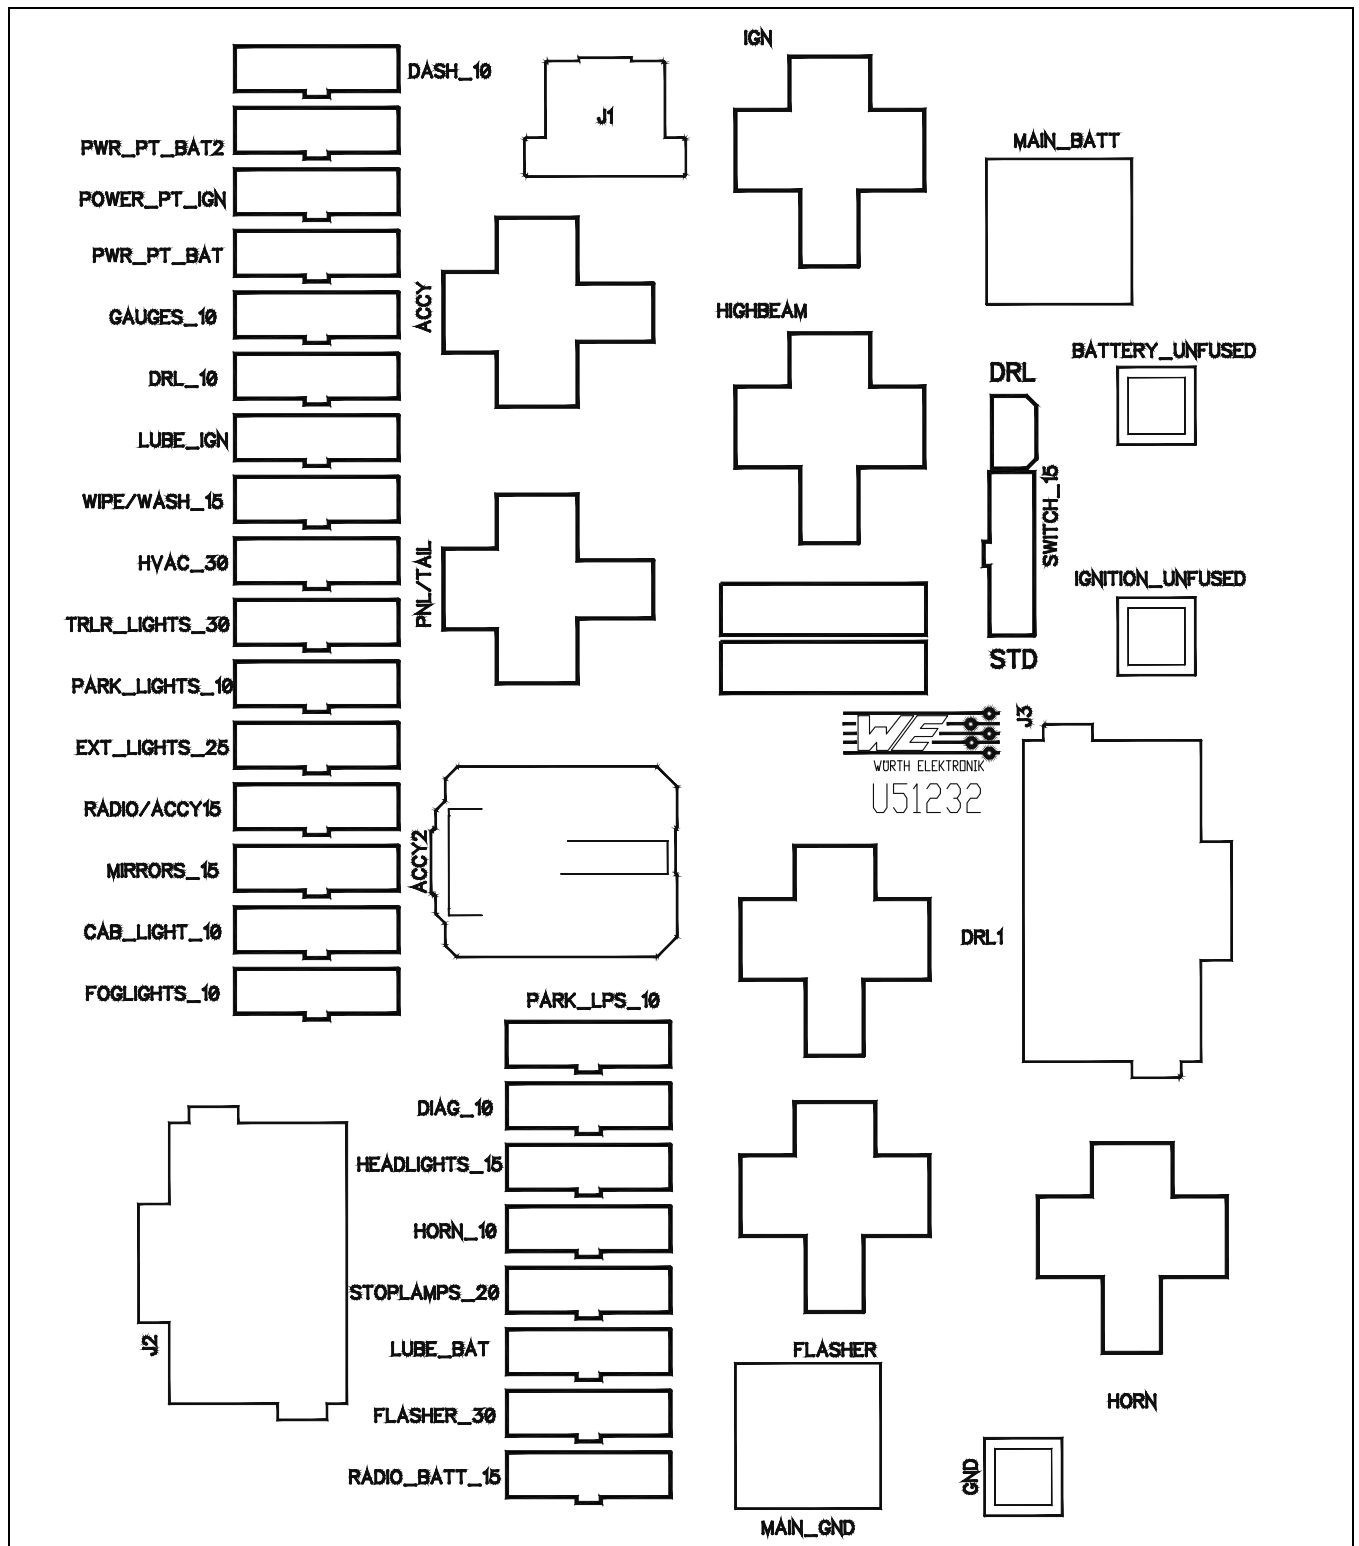 IGN
DASH_10
J1
PWR_PT_BAT2
MAIN_BATT
POWER_PT_IGN
PWR_PT_BAT
ACCY
GAUGES_10
HIGHBEAM
BATTERY_UNFUSED
DRL_10
DRL
LUBE_IGN
WIPE/WASH_15
SWITCH_15
HVAC_30
PNL/TAIL
IGNITION_UNFUSED
TRLR_LIGHTS_30
STD
PARK_LIGHTS_10
J3
EXT_LIGHTS_25
WE
WÜRTH ELEKTRONIK
U51232
RADIO/ACCY15
ACCY2
MIRRORS_15
CAB_LIGHT_10
DRL1
FOGLIGHTS_10
PARK_LPS_10
DIAG_10
HEADLIGHTS_15
HORN_10
STOPLAMPS_20
J2
LUBE_BAT
FLASHER
HORN
FLASHER_30
RADIO_BATT_15
GND
MAIN_GND